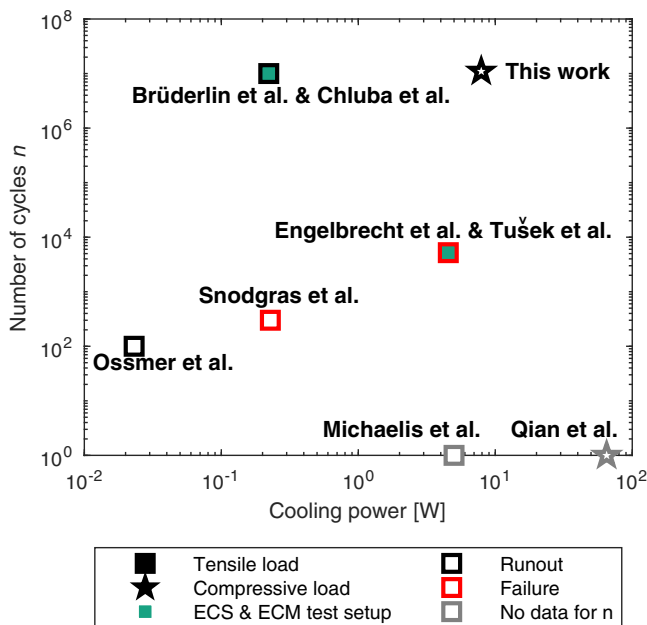 10^8
This work
Brüderlin et al. & Chluba et al.
10^6
Number of cycles n
Engelbrecht et al. & Tušek et al.
10^4
Snodgras et al.
10^2
Ossmer et al.
Michaelis et al.
Qian et al.
10^0
10^-2
10^-1
10^0
10^1
10^2
Cooling power [W]
Tensile load
Runout
Compressive load
Failure
ECS & ECM test setup
No data for n